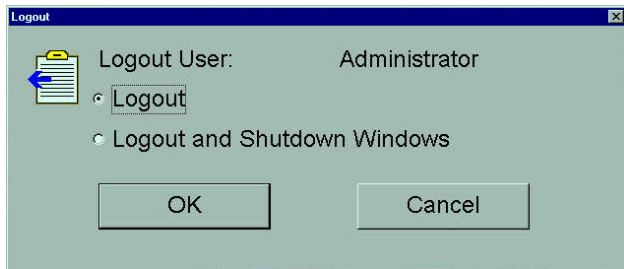 Logout
Logout User: Administrator
Logout
Logout and Shutdown Windows
OK Cancel